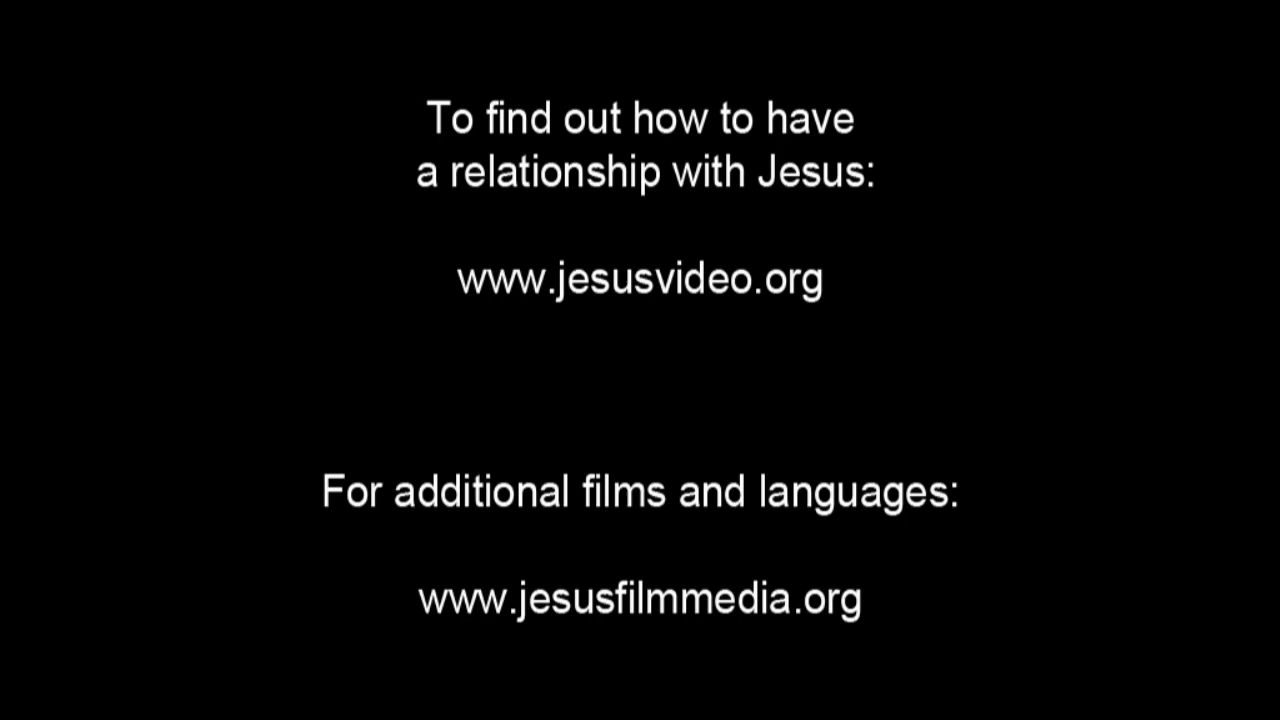 To find out how to have
a relationship with Jesus:
www.jesusvideo.org
For additional films and languages:
www.jesusfilmmedia.org